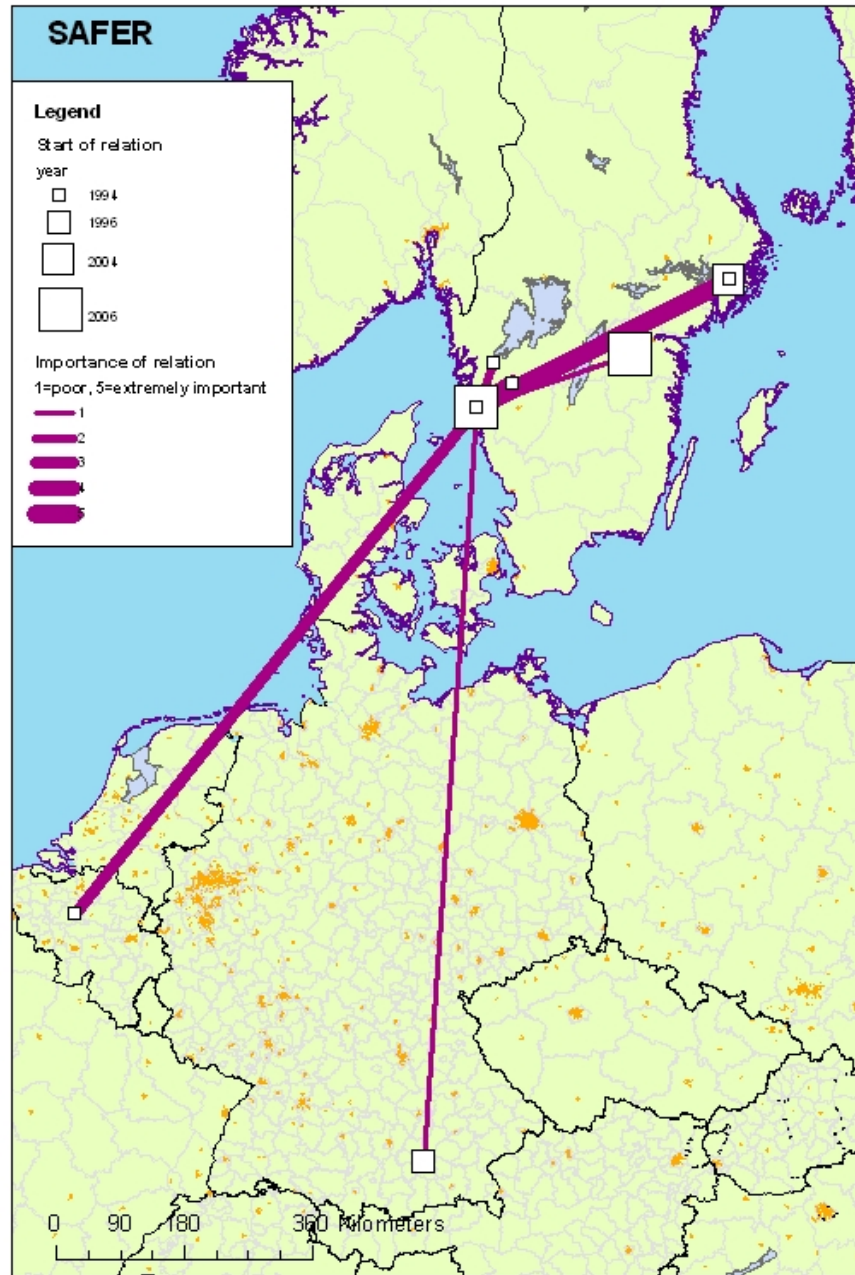 SAFER
Legend
Start of relation
year
1994
1996
2004
2006
Importance of relation
1=poor, 5=extremely important
1
2
3
4
5
0 90 180 360 Kilometers